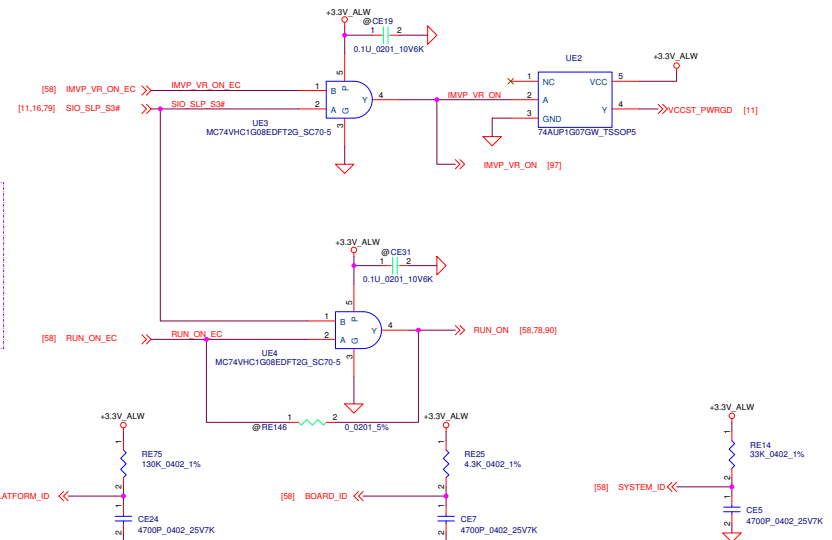 +3.3V_ALW
@CE19
1 2
0.1U_0201_10V6K
5
[58] IMVP_VR_ON_EC
IMVP_VR_ON_EC
1
B P
[11,16,79] SIO_SLP_S3#
SIO_SLP_S3#
2
A G
Y
4
3
UE3
MC74VHC1G08EDFT2G_SC70-5
IMVP_VR_ON
UE2
+3.3V_ALW
1
NC
VCC
5
2
A
Y
4
3
GND
VCCST_PWRGD [11]
74AUP1G07GW_TSSOP5
IMVP_VR_ON [97]
+3.3V_ALW
@CE31
1 2
0.1U_0201_10V6K
5
1
B P
[58] RUN_ON_EC
RUN_ON_EC
2
A G
Y
4
RUN_ON [58,78,90]
3
UE4
MC74VHC1G08EDFT2G_SC70-5
@RE146
1 2
0_0201_5%
+3.3V_ALW
1
RE75
130K_0402_1%
2
LATFORM_ID
1
CE24
4700P_0402_25V7K
2
+3.3V_ALW
1
RE25
4.3K_0402_1%
2
[58] BOARD_ID
1
CE7
4700P_0402_25V7K
2
+3.3V_ALW
1
RE14
33K_0402_1%
2
[58] SYSTEM_ID
1
CE5
4700P_0402_25V7K
2